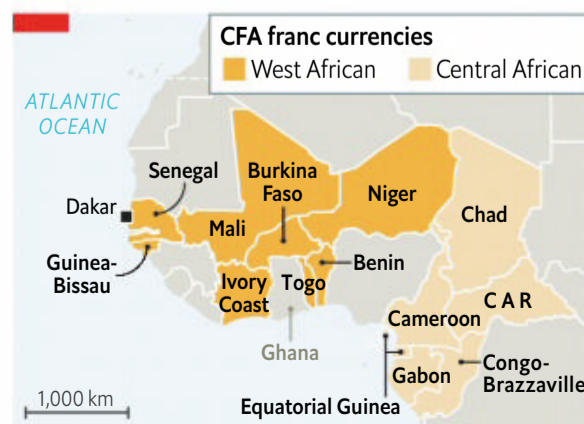 CFA franc currencies
West African
Central African
ATLANTIC
OCEAN
Senegal
Burkina
Faso
Niger
Chad
Dakar
Mali
Guinea-
Bissau
Ivory
Coast
Togo
Benin
CAR
Cameroon
Ghana
Gabon
Congo-
Brazzaville
Equatorial Guinea
1,000 km